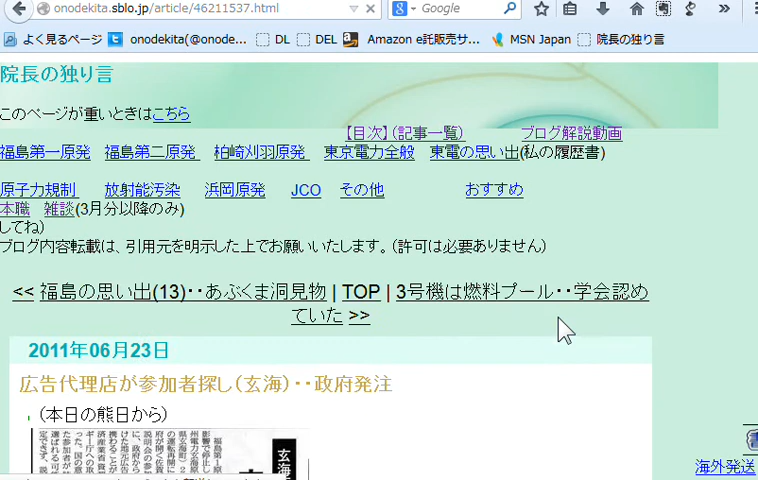 onodekita.sblo.jp/article/46211537.html
Google
よく見るページ onodekita(@onode... DL DEL Amazon e託販売サ... MSN Japan 院長の独り言
院長の独り言
このページが重いときはこちら
【目次】(記事一覧) ブログ解説動画
福島第一原発 福島第二原発 柏崎刈羽原発 東京電力全般 東電の思い出(私の履歴書)
原子力規制 放射能汚染 浜岡原発 JCO その他 おすすめ
本職 雑談(3月分以降のみ)
してね)
ブログ内容転載は、引用元を明示した上でお願いいたします。(許可は必要ありません)
<< 福島の思い出(13)・・あぶくま洞見物 | TOP | 3号機は燃料プール・・学会認め
ていた >>
2011年06月23日
広告代理店が参加者探し(玄海)・・政府発注
(本日の熊日から)
玄海
海外発送